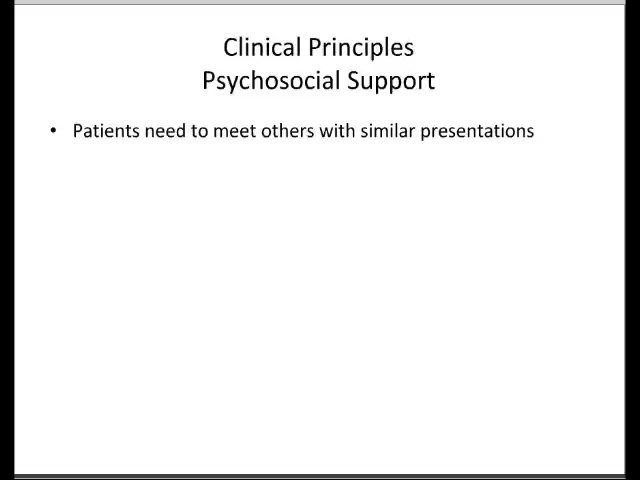 Clinical Principles
Psychosocial Support
• Patients need to meet others with similar presentations